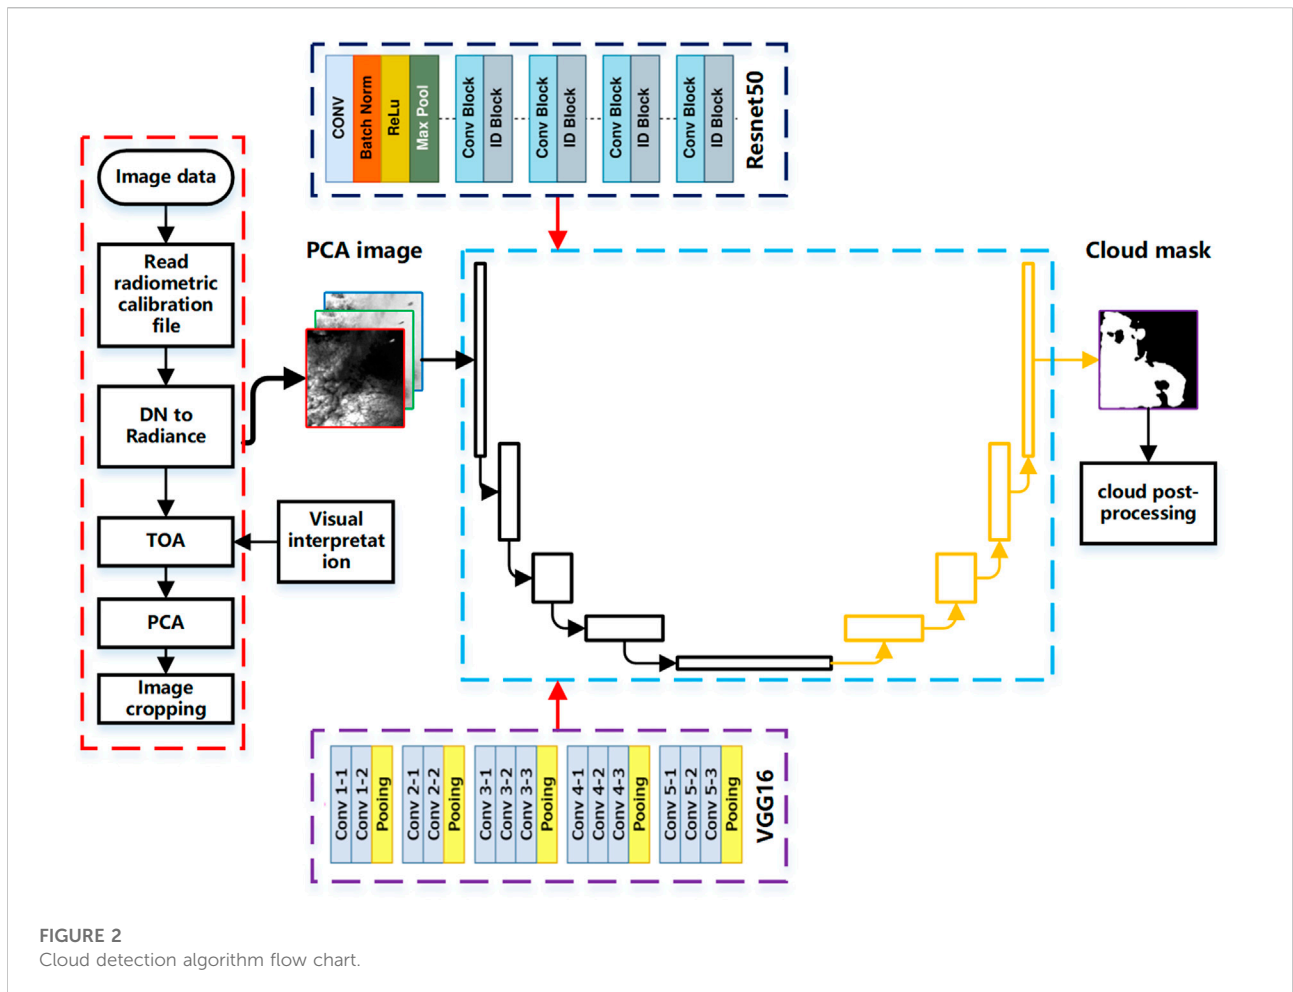 CONV
Batch Norm
ReLu
Max Pool
Conv Block
ID Block
Conv Block
ID Block
Conv Block
ID Block
Conv Block
ID Block
Resnet50
Image data
Read
radiometric
calibration
file
DN to
Radiance
TOA
PCA
Image
cropping
Visual
interpretat
ion
PCA image
Cloud mask
cloud post-
processing
Conv 1-1
Conv 1-2
Pooing
Conv 2-1
Conv 2-2
Pooing
Conv 3-1
Conv 3-2
Conv 3-3
Pooing
Conv 4-1
Conv 4-2
Conv 4-3
Pooing
Conv 5-1
Conv 5-2
Conv 5-3
Pooing
VGG16
FIGURE 2
Cloud detection algorithm flow chart.